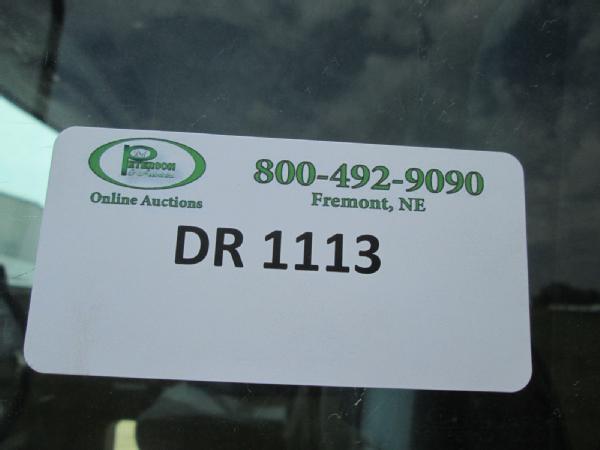 PETERSON
Online Auctions
800-492-9090
Fremont, NE
DR 1113